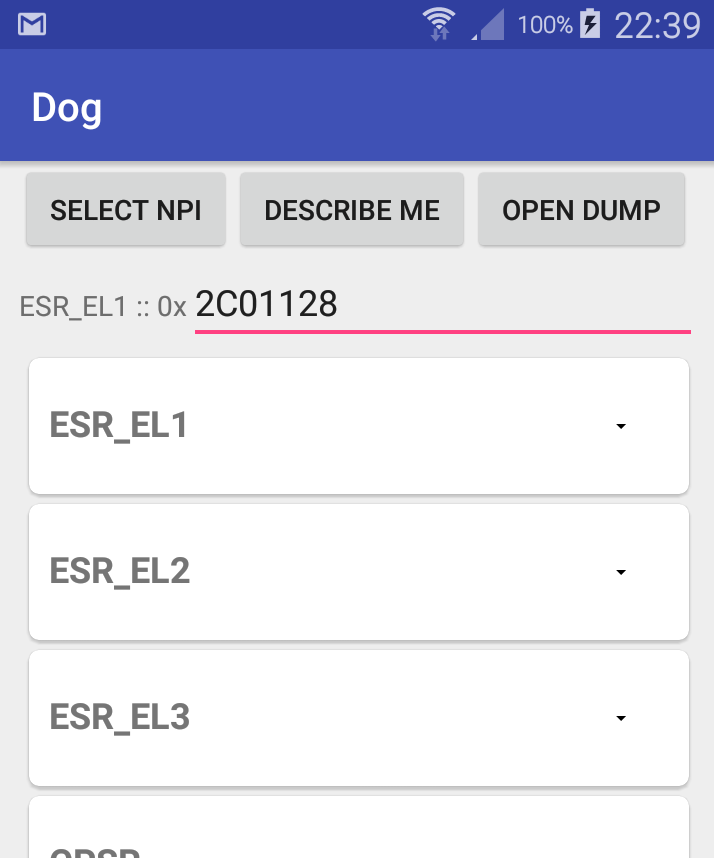 100% 22:39
Dog
SELECT NPI DESCRIBE ME OPEN DUMP
ESR_EL1 :: 0x 2C01128
ESR_EL1
ESR_EL2
ESR_EL3